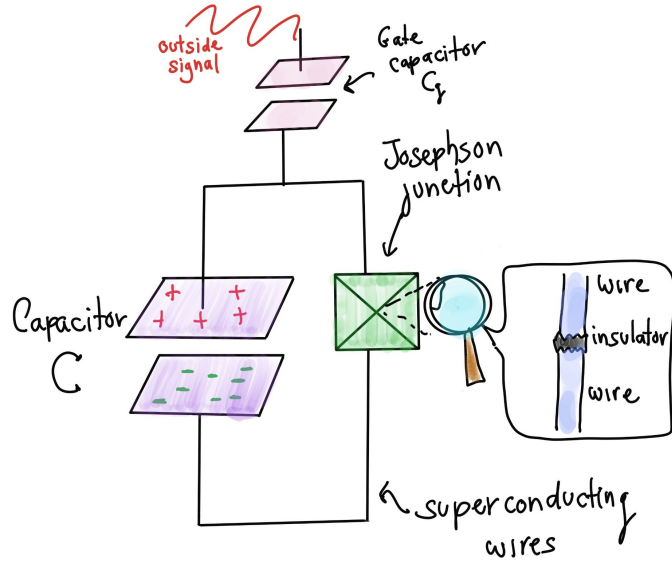 outside
signal
Gate
capacitor
Cg
Josephson
junction
Capacitor
C
+ +
+ + +
wire
insulator
wire
superconducting
wires